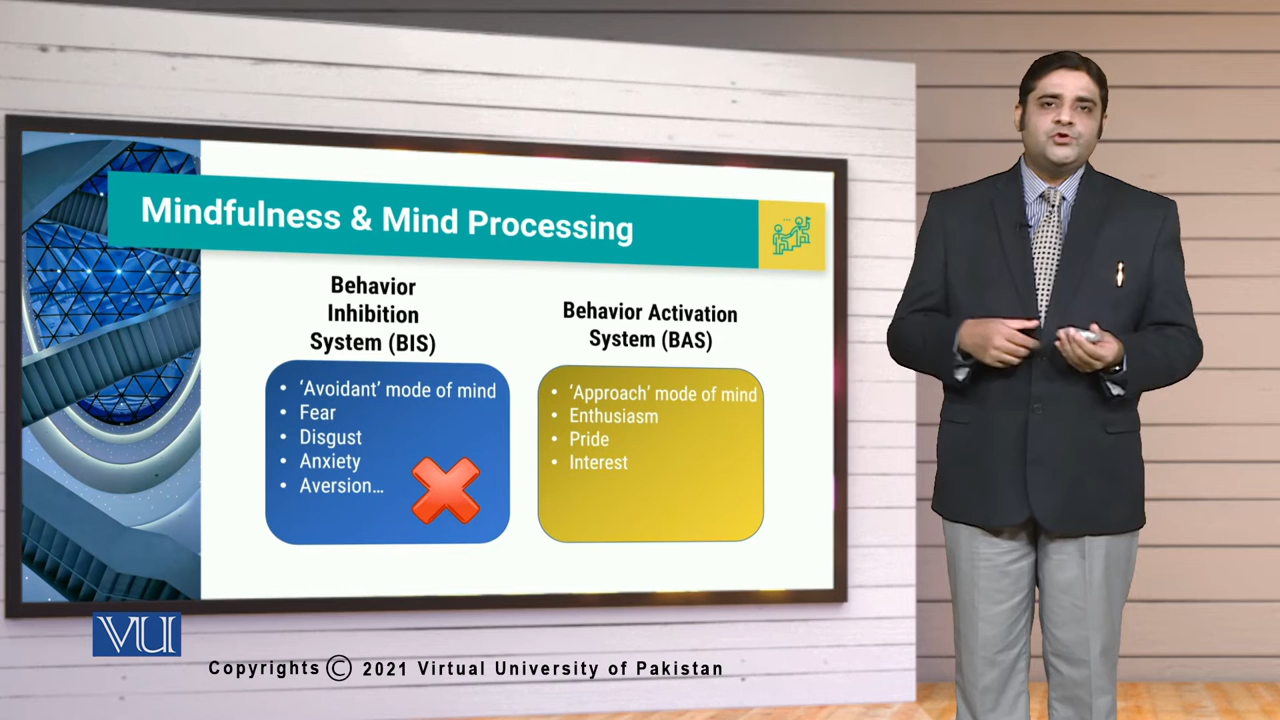 Mindfulness & Mind Processing
Behavior
Inhibition
System (BIS)
• ‘Avoidant’ mode of mind
• Fear
• Disgust
• Anxiety
• Aversion...
Behavior Activation
System (BAS)
• ‘Approach’ mode of mind
• Enthusiasm
• Pride
• Interest
VU
Copyrights © 2021 Virtual University of Pakistan